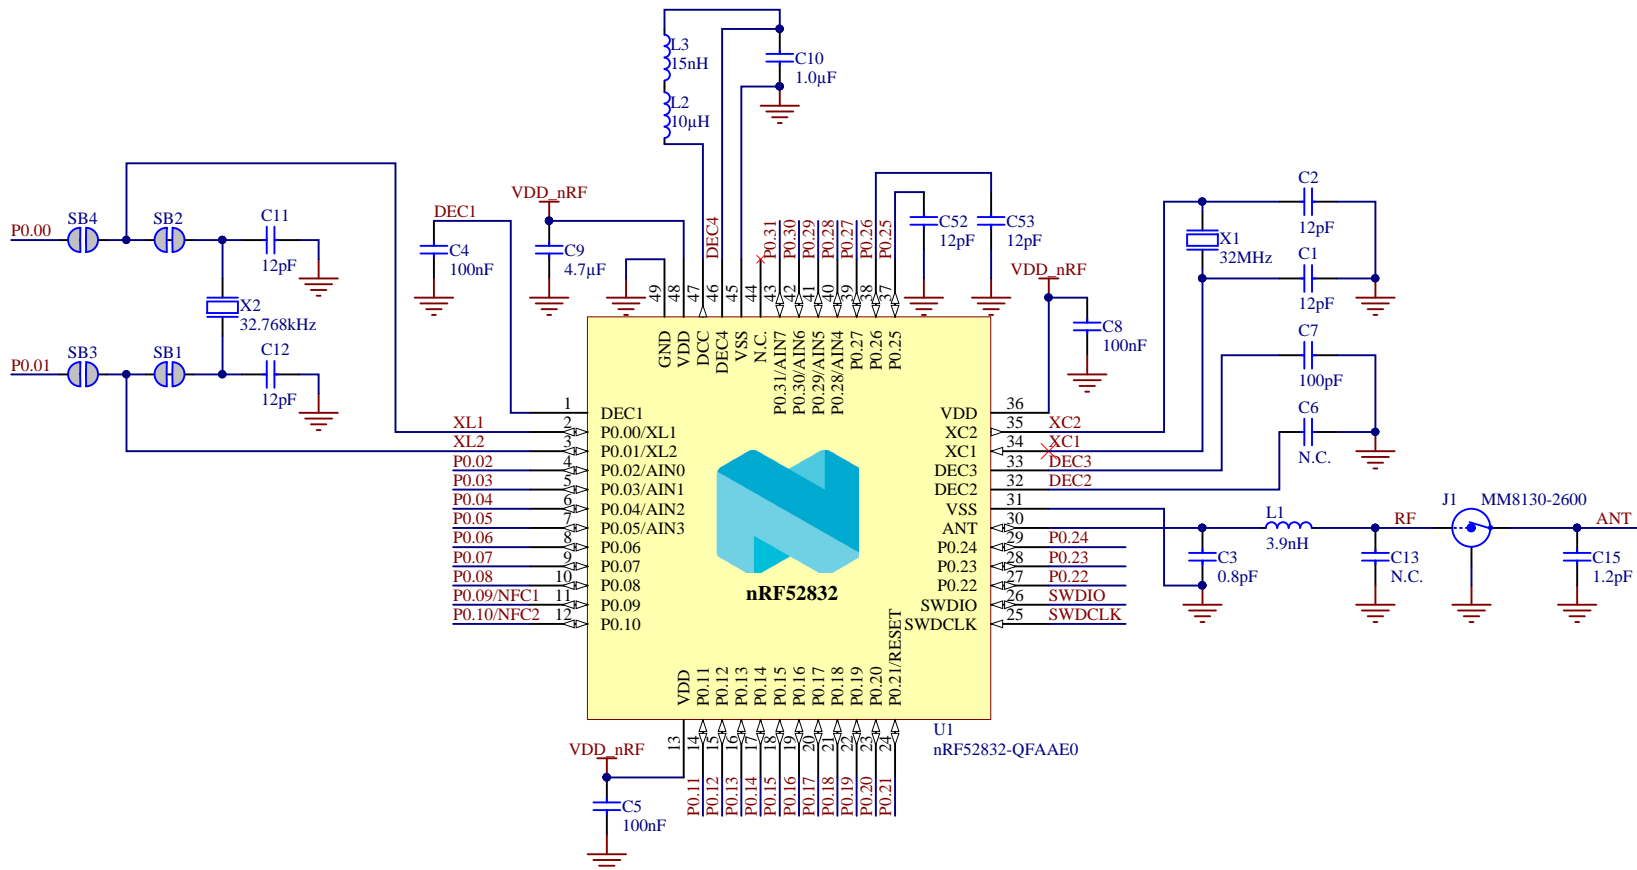 L3
15nH
L2
10µH
C10
1.0µF
P0.00
SB4
SB2
C11
12pF
X2
32.768kHz
P0.01
SB3
SB1
C12
12pF
DEC1
C4
100nF
VDD_nRF
C9
4.7µF
DEC4
P0.31
P0.30
P0.29
P0.28
P0.27
P0.26
P0.25
C52
12pF
C53
12pF
VDD_nRF
C8
100nF
X1
32MHz
C2
12pF
C1
12pF
C7
100pF
C6
N.C.
49
48
47
46
45
44
43
42
41
40
39
38
37
GND
VDD
DCC
DEC4
VSS
N.C.
P0.31/AIN7
P0.30/AIN6
P0.29/AIN5
P0.28/AIN4
P0.27
P0.26
P0.25
1 DEC1
XL1 2 P0.00/XL1
XL2 3 P0.01/XL2
P0.02 4 P0.02/AIN0
P0.03 5 P0.03/AIN1
P0.04 6 P0.04/AIN2
P0.05 7 P0.05/AIN3
P0.06 8 P0.06
P0.07 9 P0.07
P0.08 10 P0.08
P0.09/NFC1 11 P0.09
P0.10/NFC2 12 P0.10
VDD 36
XC2 35 XC2
XC1 34 XC1
DEC3 33 DEC3
DEC2 32 DEC2
VSS 31
ANT 30
P0.24 29 P0.24
P0.23 28 P0.23
P0.22 27 P0.22
SWDIO 26 SWDIO
SWDCLK 25 SWDCLK
nRF52832
L1
3.9nH
C3
0.8pF
RF
C13
N.C.
J1 MM8130-2600
ANT
C15
1.2pF
VDD
P0.11
P0.12
P0.13
P0.14
P0.15
P0.16
P0.17
P0.18
P0.19
P0.20
P0.21/RESET
U1
nRF52832-QFAAE0
13
14
15
16
17
18
19
20
21
22
23
24
VDD_nRF
C5
100nF
P0.11
P0.12
P0.13
P0.14
P0.15
P0.16
P0.17
P0.18
P0.19
P0.20
P0.21